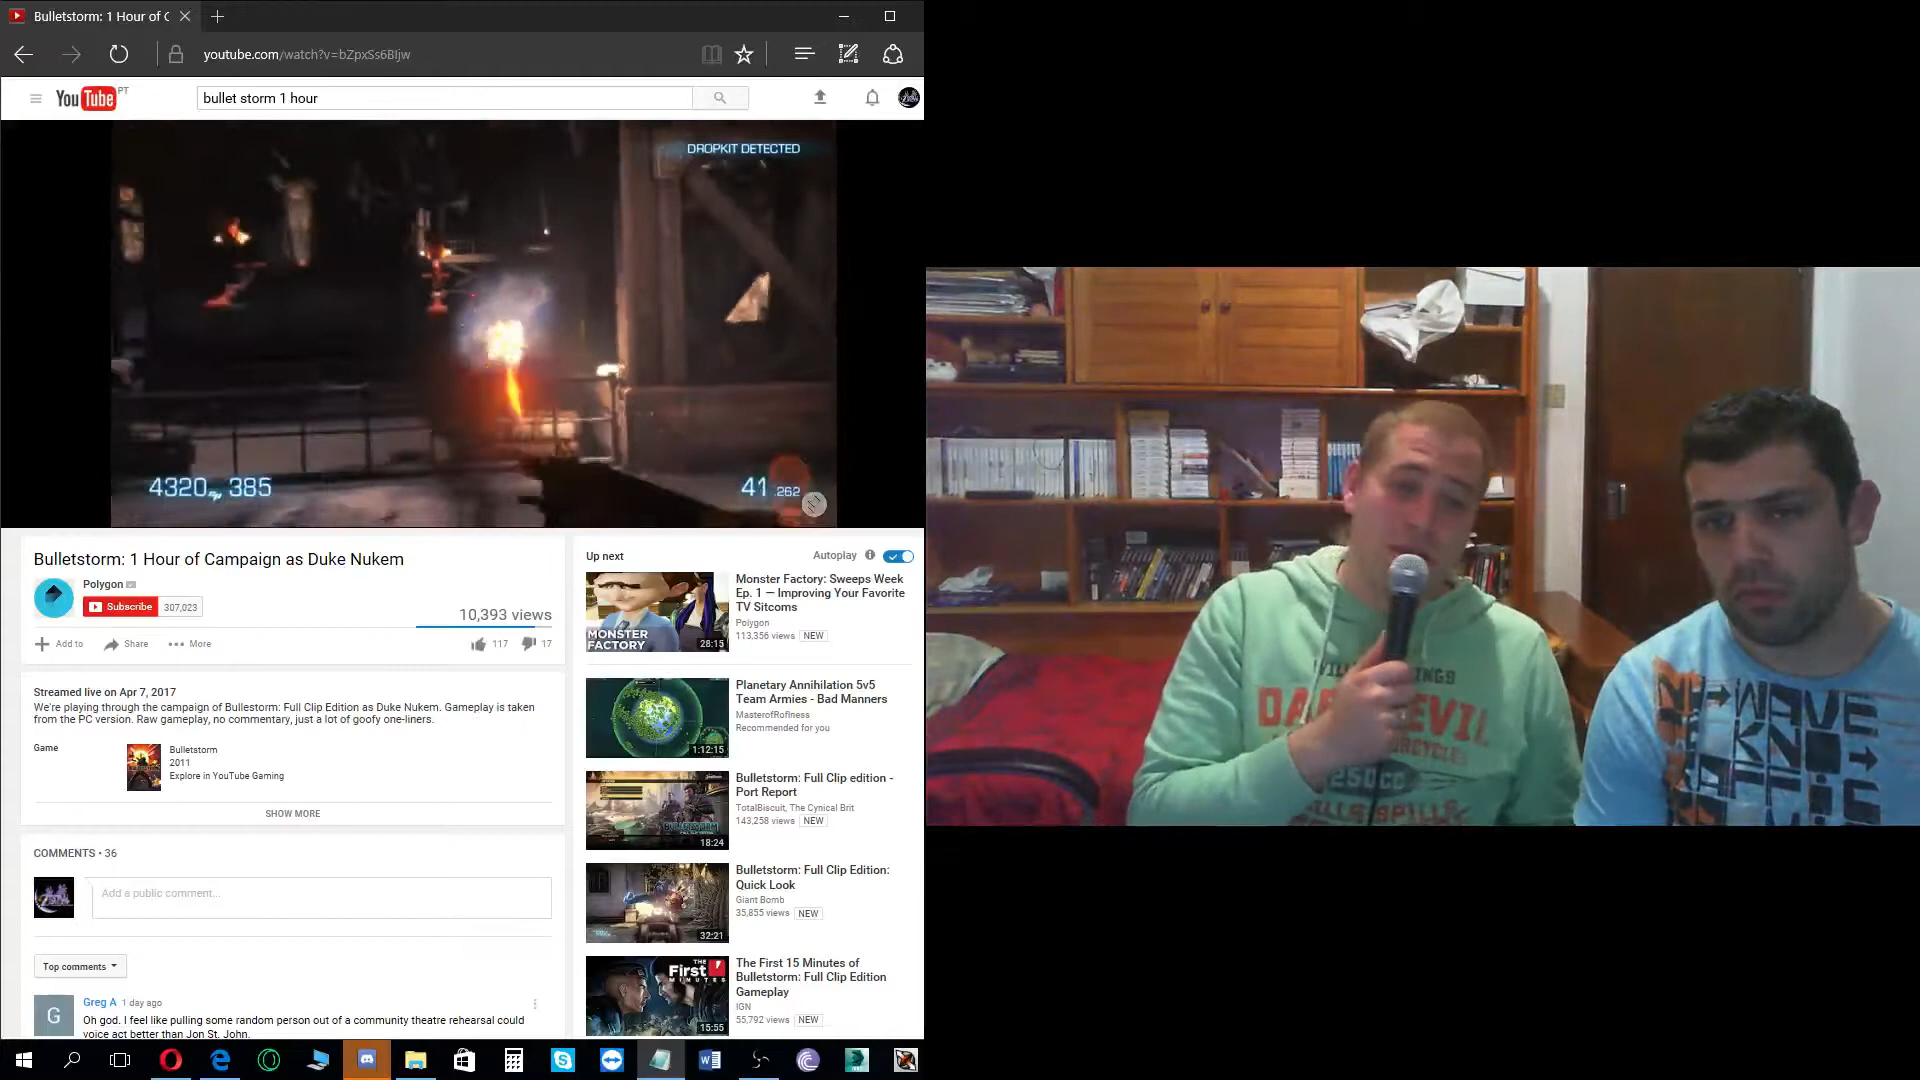 Bulletstorm: 1 Hour of C
youtube.com/watch?v=bZpxSs6BIjw
YouTube PT
bullet storm 1 hour
DROPKIT DETECTED
4320 385
41 262
Bulletstorm: 1 Hour of Campaign as Duke Nukem
Polygon
Subscribe 307,023
10,393 views
Add to Share More
117 17
Streamed live on Apr 7, 2017
We're playing through the campaign of Bullestorm: Full Clip Edition as Duke Nukem. Gameplay is taken
from the PC version. Raw gameplay, no commentary, just a lot of goofy one-liners.
Game
Bulletstorm
2011
Explore in YouTube Gaming
SHOW MORE
COMMENTS • 36
Add a public comment...
Top comments
G
Greg A 1 day ago
Oh god. I feel like pulling some random person out of a community theatre rehearsal could
voice act better than Jon St. John.
Up next
Autoplay
MONSTER
FACTORY
28:15
Monster Factory: Sweeps Week
Ep. 1 — Improving Your Favorite
TV Sitcoms
Polygon
113,356 views NEW
1:12:15
Planetary Annihilation 5v5
Team Armies - Bad Manners
MasterofRoflness
Recommended for you
18:24
Bulletstorm: Full Clip edition -
Port Report
TotalBiscuit, The Cynical Brit
143,258 views NEW
32:21
Bulletstorm: Full Clip Edition:
Quick Look
Giant Bomb
35,855 views NEW
THE
First
MINUTES
15:55
The First 15 Minutes of
Bulletstorm: Full Clip Edition
Gameplay
IGN
55,792 views NEW
250CC